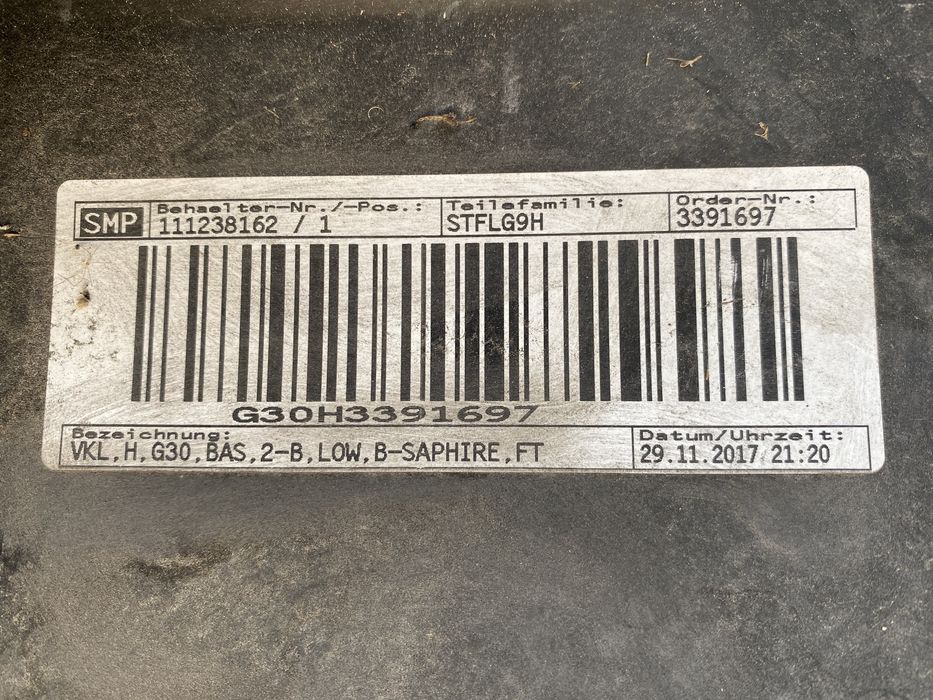 SMP
Behaelter-Nr./-Pos.: Teilefamilie: Order-Nr.:
111238162 / 1 STFLG9H 3391697
G30H3391697
Bezeichnung: Datum/Uhrzeit:
VKL,H,G30,BAS,2-B,LOW,B-SAPHIRE,FT 29.11.2017 21:20